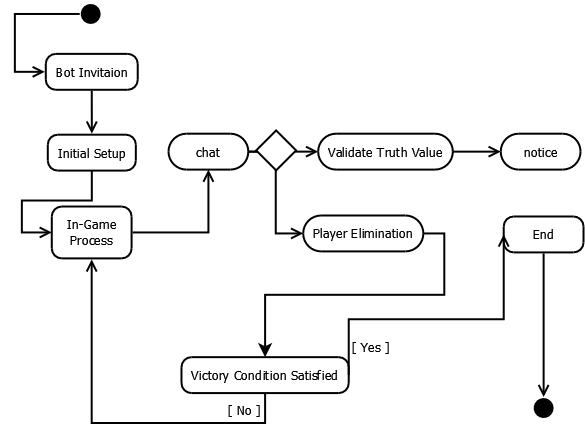 Bot Invitaion
Initial Setup
chat
Validate Truth Value
notice
In-Game
Process
Player Elimination
End
[ Yes ]
Victory Condition Satisfied
[ No ]